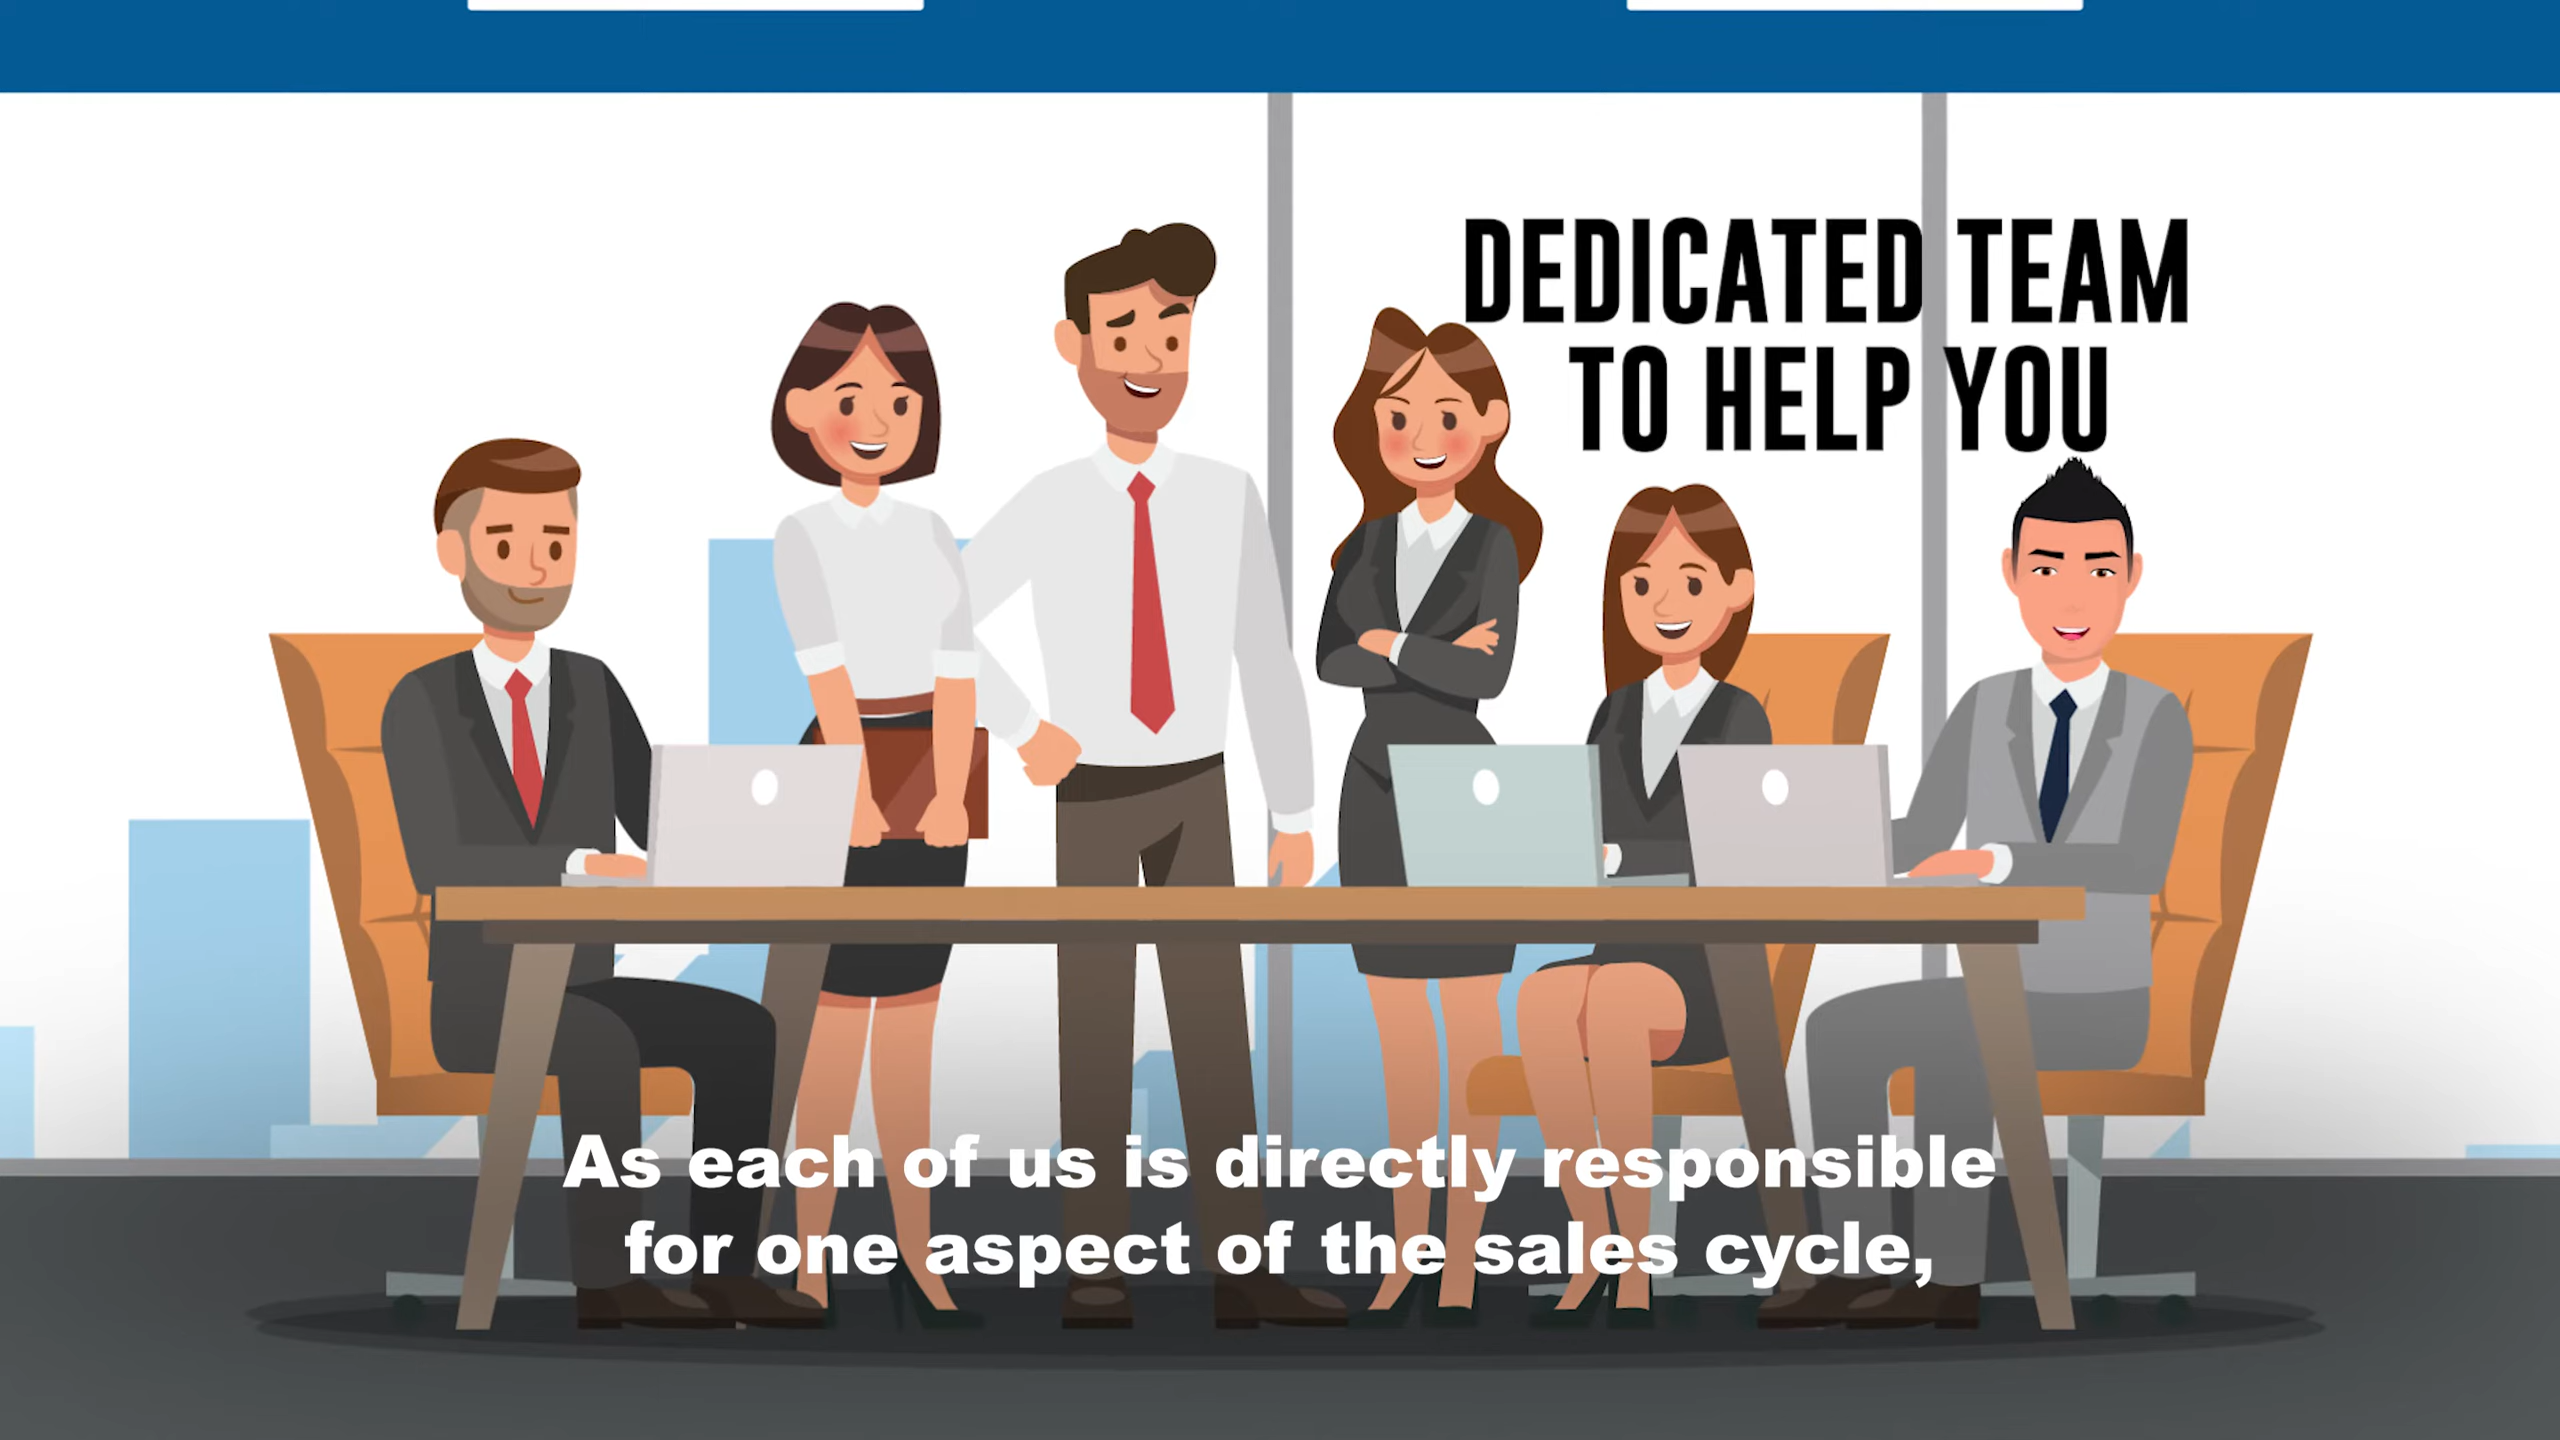 DEDICATED TEAM
TO HELP YOU
As each of us is directly responsible
for one aspect of the sales cycle,